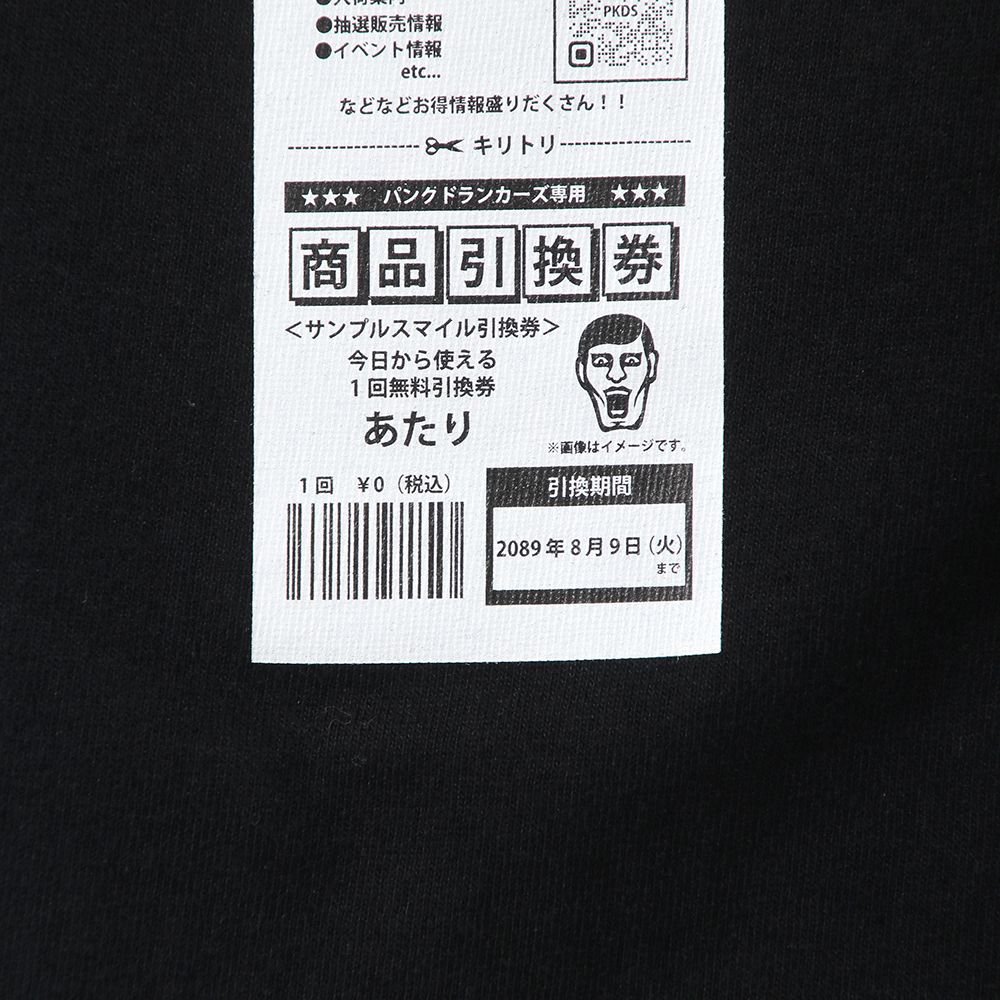 ●入荷案内
●抽選販売情報
●イベント情報
etc...
PKDS
などなどお得情報盛りだくさん！！
キリトリ
★★★ パンクドランカーズ専用 ★★★
商品引換券
＜サンプルスマイル引換券＞
今日から使える
1回無料引換券
あたり
※画像はイメージです。
1回 ¥0（税込）
引換期間
2089年8月9日（火）
まで